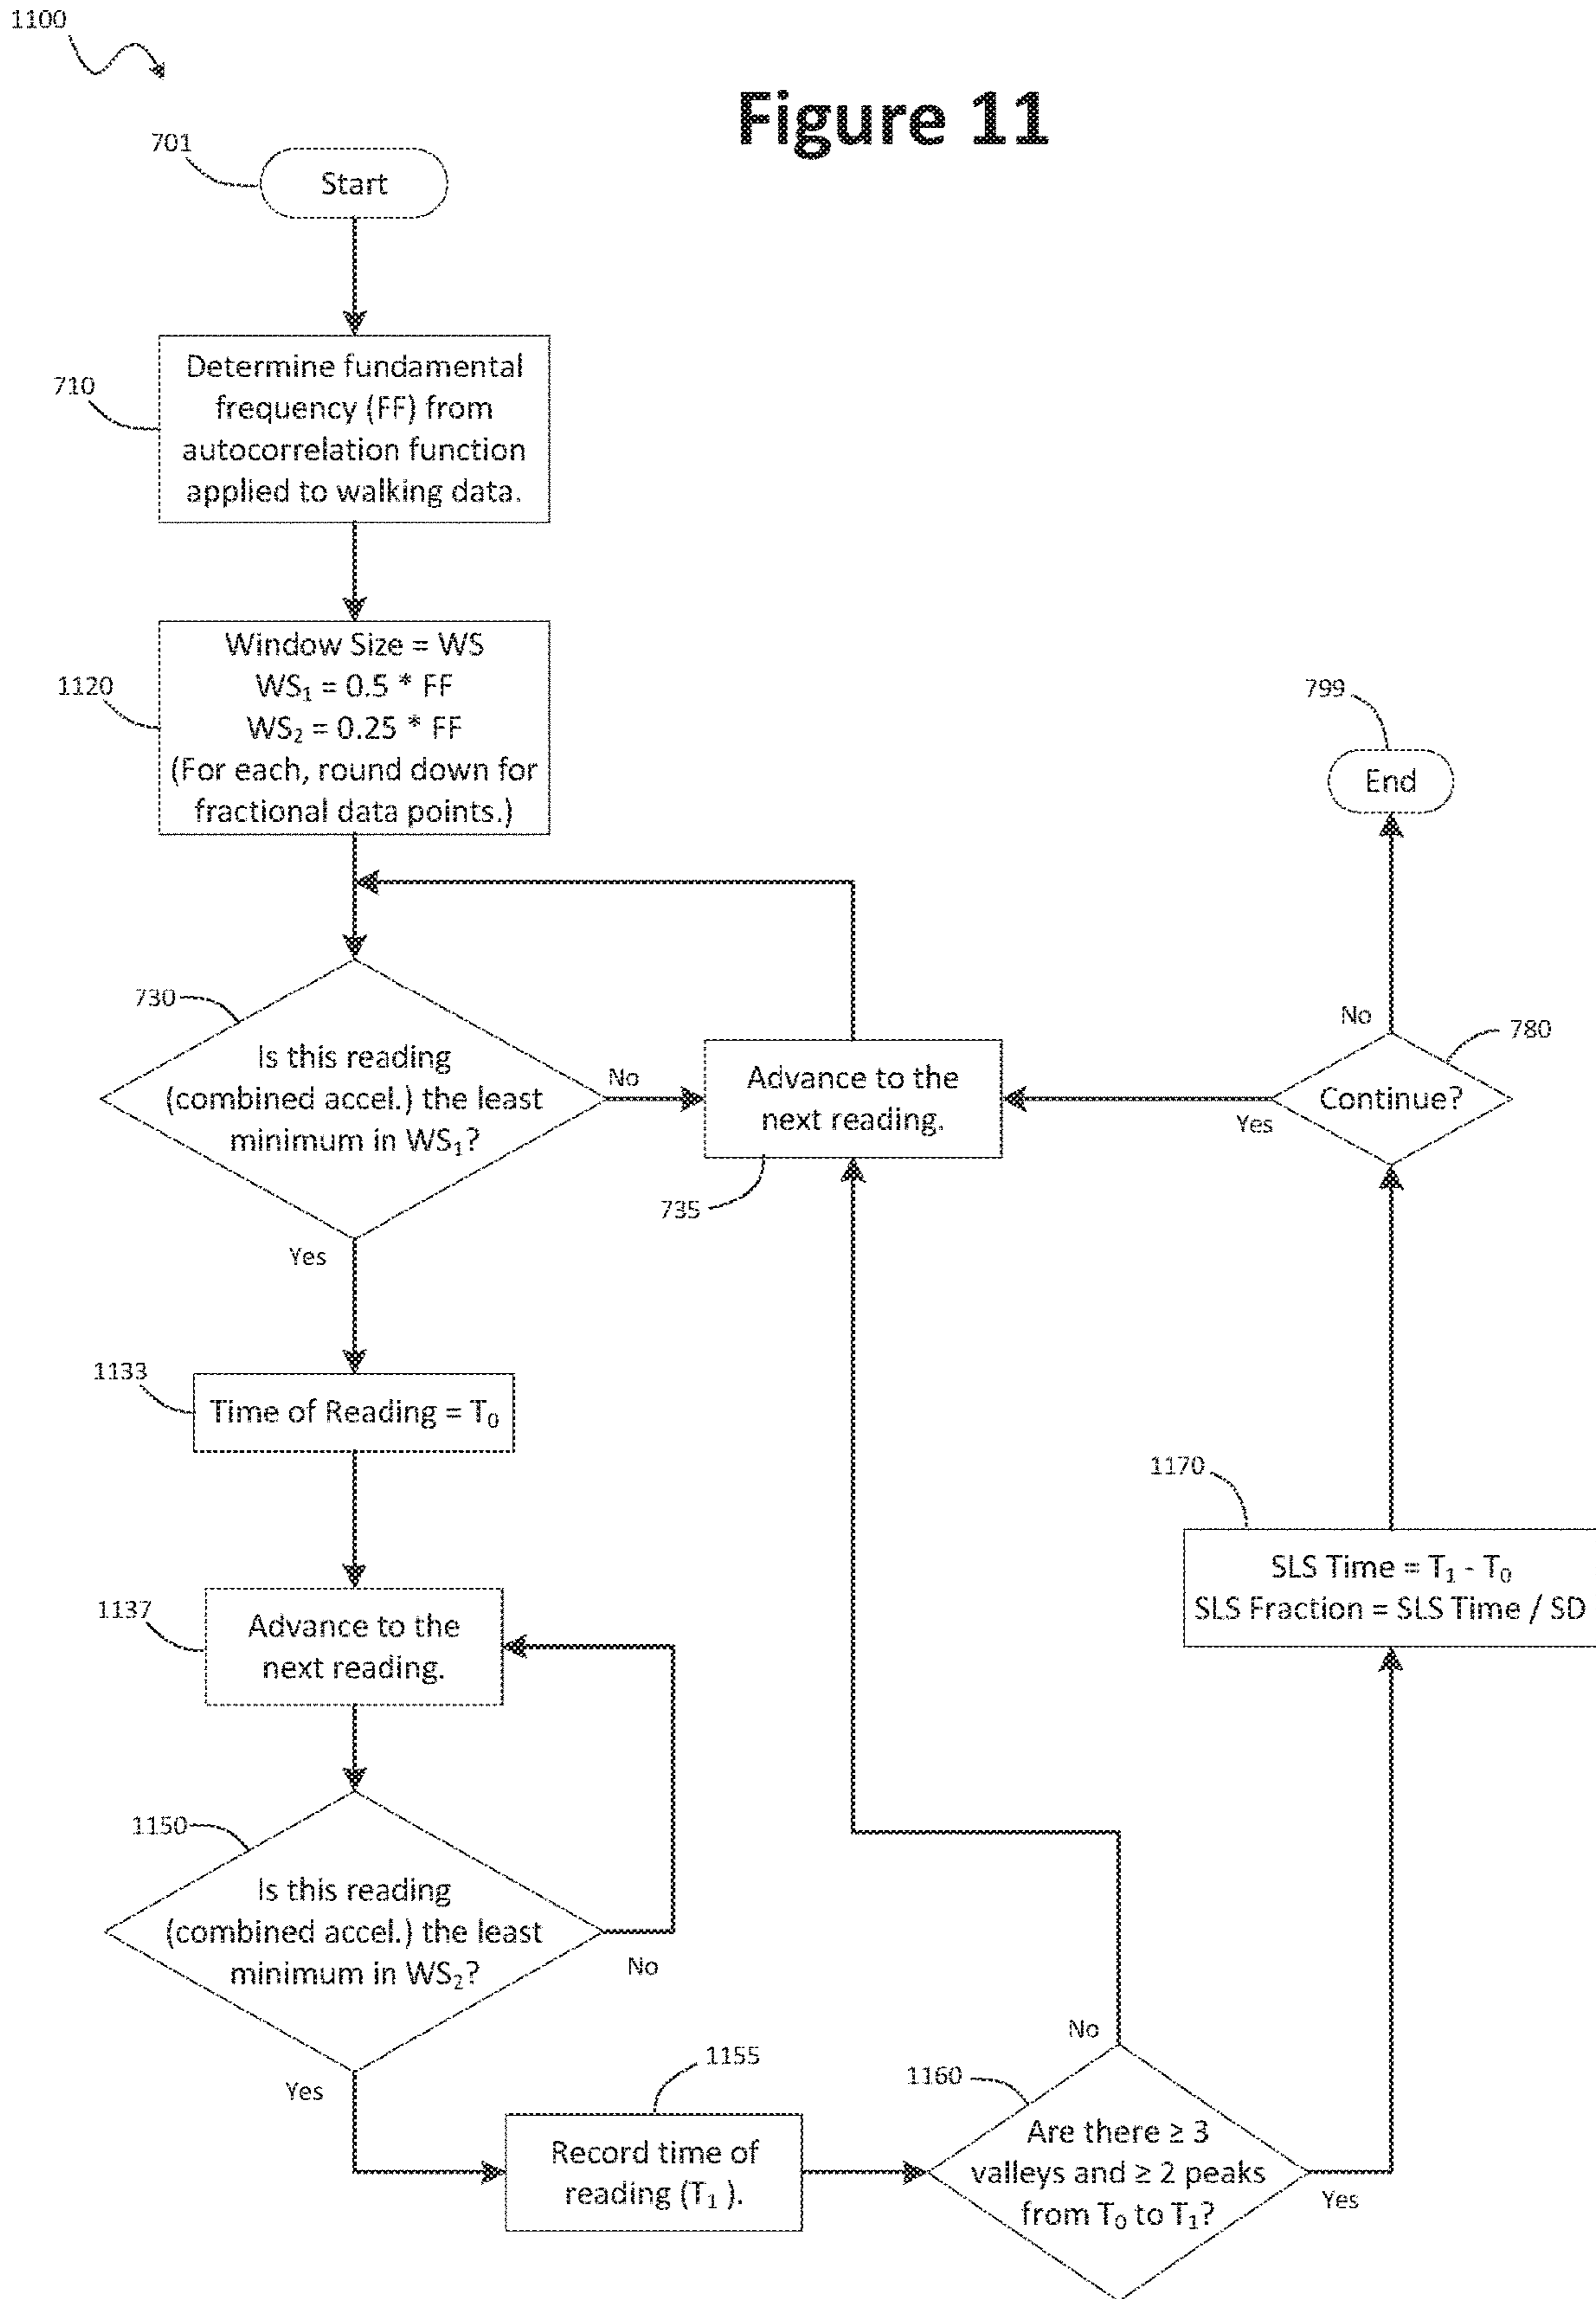 1100
Figure 11
701
Start
710
Determine fundamental
frequency (FF) from
autocorrelation function
applied to walking data.
1120
Window Size = WS
WS₁ = 0.5 * FF
WS₂ = 0.25 * FF
(For each, round down for
fractional data points.)
799
End
730
Is this reading
(combined accel.) the least
minimum in WS₁?
No
Yes
Advance to the
next reading.
735
No
780
Continue?
Yes
1133
Time of Reading = T₀
1137
Advance to the
next reading.
1170
SLS Time = T₁ - T₀
SLS Fraction = SLS Time / SD
1150
Is this reading
(combined accel.) the least
minimum in WS₂?
No
Yes
1155
Record time of
reading (T₁ ).
No
1160
Are there ≥ 3
valleys and ≥ 2 peaks
from T₀ to T₁?
Yes